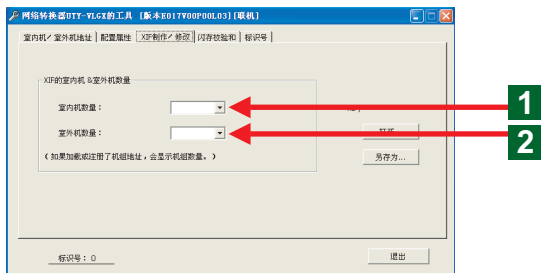 网络转换器UTY-VLGX的工具 [版本E017V00P00L03][联机]
室内机/室外机地址 配置属性 XIF制作/修改 闪存校验和 标识号
XIF的室内机 &室外机数量
室内机数量：
1
室外机数量：
2
(如果加载或注册了机组地址，会显示机组数量。)
另存为...
标识号：0
退出